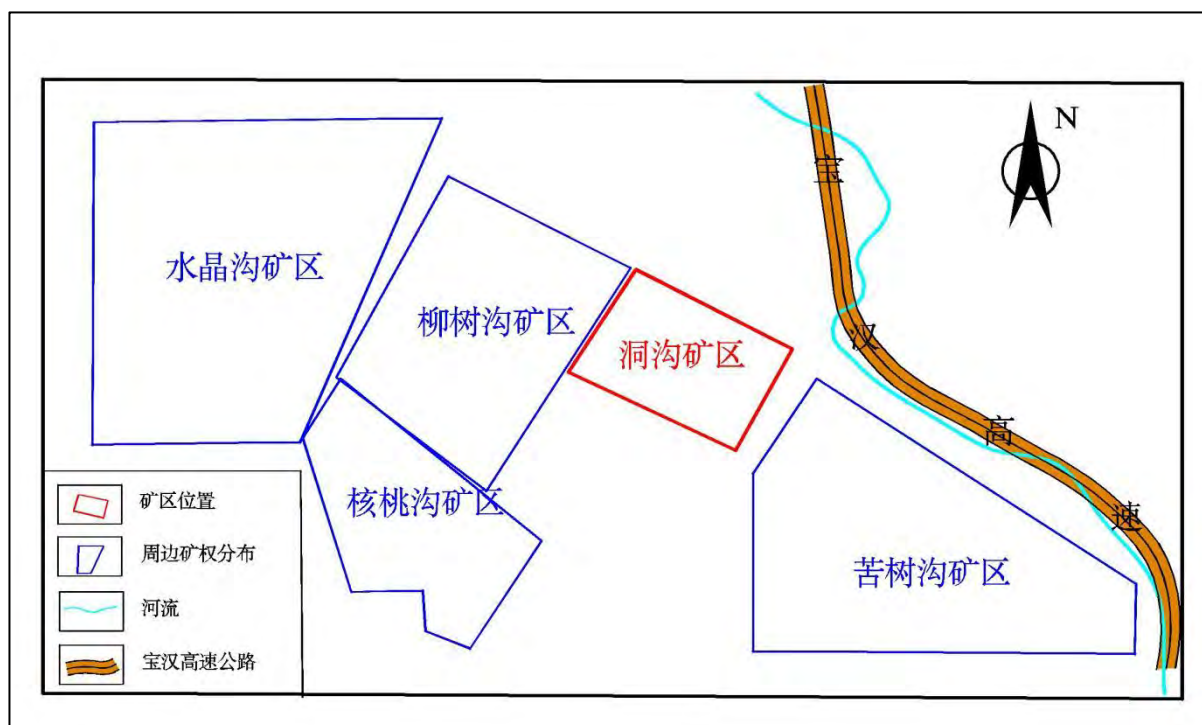 N
宝
水晶沟矿区
柳树沟矿区
汉
洞沟矿区
高
核桃沟矿区
速
苦树沟矿区
矿区位置
周边矿权分布
河流
宝汉高速公路